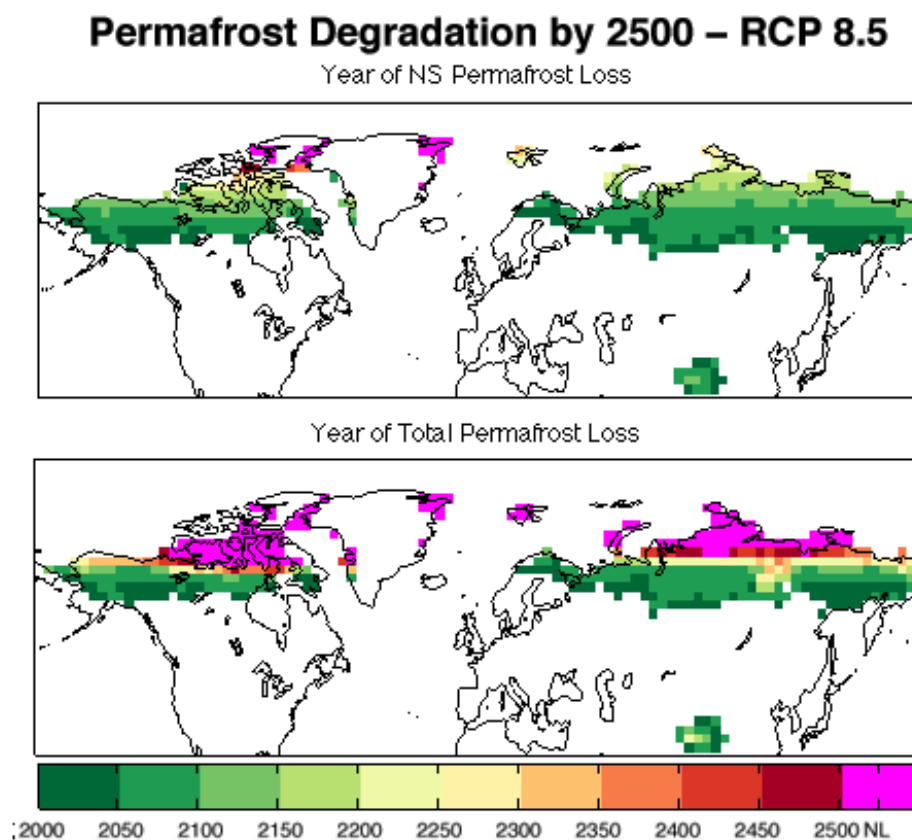 Permafrost Degradation by 2500 – RCP 8.5
Year of NS Permafrost Loss
Year of Total Permafrost Loss
2000 2050 2100 2150 2200 2250 2300 2350 2400 2450 2500 NL